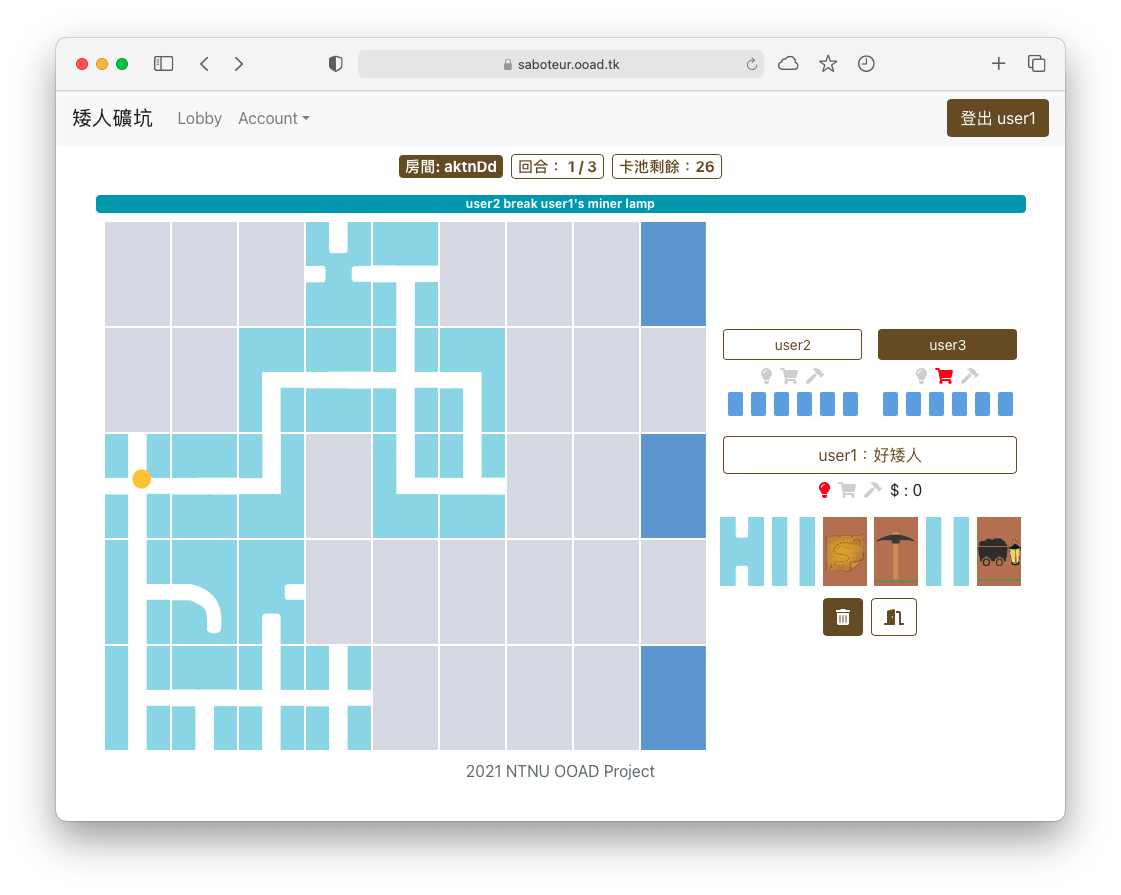 saboteur.ooad.tk
矮人礦坑 Lobby Account 登出 user1
房間: aktnDd 回合： 1 / 3 卡池剩餘：26
user2 break user1's miner lamp
user2 user3
user1：好矮人
$ : 0
2021 NTNU OOAD Project